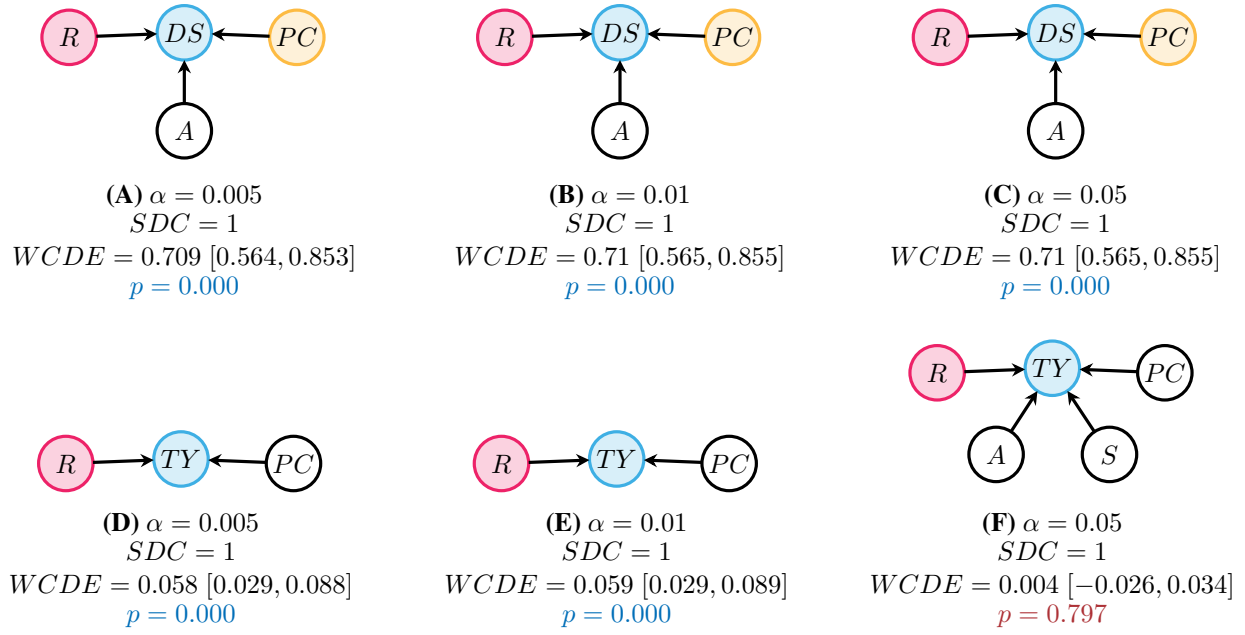 R DS PC
A
(A) α = 0.005
SDC = 1
WCDE = 0.709 [0.564, 0.853]
p = 0.000
R DS PC
A
(B) α = 0.01
SDC = 1
WCDE = 0.71 [0.565, 0.855]
p = 0.000
R DS PC
A
(C) α = 0.05
SDC = 1
WCDE = 0.71 [0.565, 0.855]
p = 0.000
R TY PC
(D) α = 0.005
SDC = 1
WCDE = 0.058 [0.029, 0.088]
p = 0.000
R TY PC
(E) α = 0.01
SDC = 1
WCDE = 0.059 [0.029, 0.089]
p = 0.000
R TY PC
A S
(F) α = 0.05
SDC = 1
WCDE = 0.004 [−0.026, 0.034]
p = 0.797